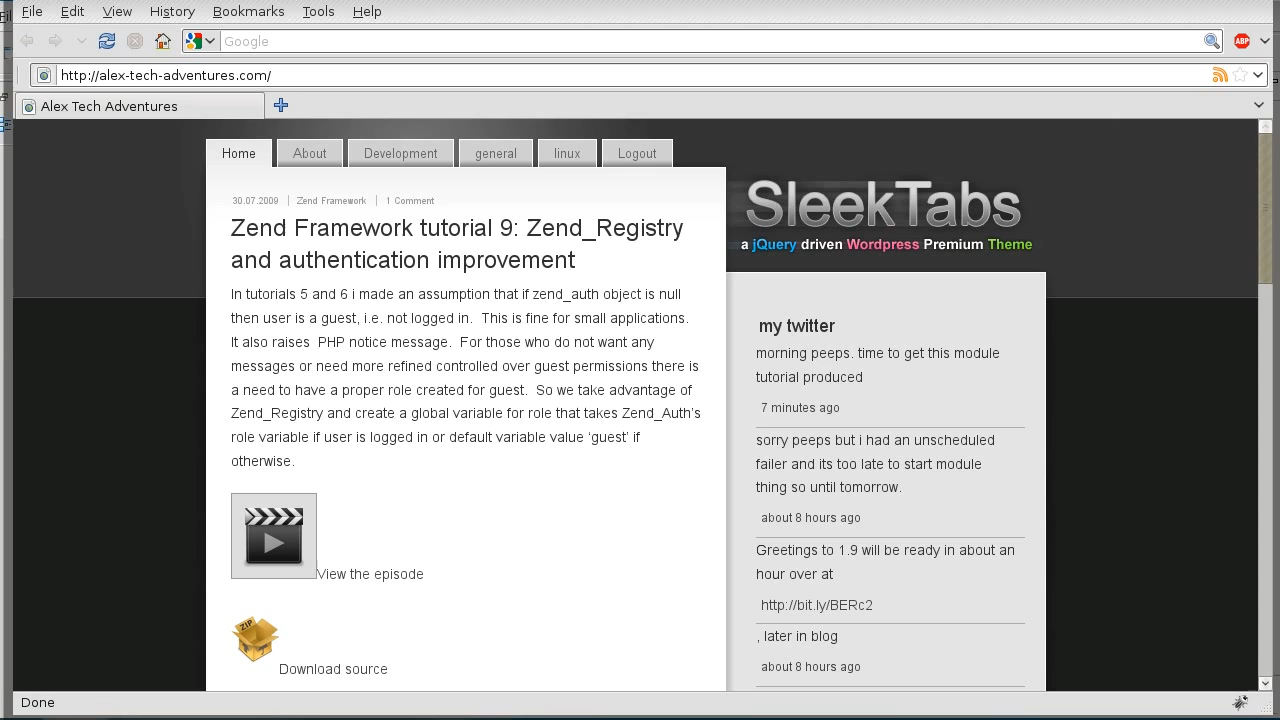 File Edit View History Bookmarks Tools Help
Google
ABP
http://alex-tech-adventures.com/
Alex Tech Adventures
Home About Development general linux Logout
30.07.2009 Zend Framework 1 Comment
Zend Framework tutorial 9: Zend_Registry
and authentication improvement
In tutorials 5 and 6 i made an assumption that if zend_auth object is null
then user is a guest, i.e. not logged in. This is fine for small applications.
It also raises PHP notice message. For those who do not want any
messages or need more refined controlled over guest permissions there is
a need to have a proper role created for guest. So we take advantage of
Zend_Registry and create a global variable for role that takes Zend_Auth's
role variable if user is logged in or default variable value 'guest' if
otherwise.
View the episode
ZIP
Download source
SleekTabs
a jQuery driven Wordpress Premium Theme
my twitter
morning peeps. time to get this module
tutorial produced
7 minutes ago
sorry peeps but i had an unscheduled
failer and its too late to start module
thing so until tomorrow.
about 8 hours ago
Greetings to 1.9 will be ready in about an
hour over at
http://bit.ly/BERc2
, later in blog
about 8 hours ago
Done